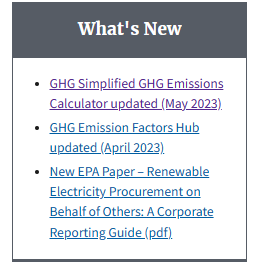 What's New
GHG Simplified GHG Emissions
Calculator updated (May 2023)
GHG Emission Factors Hub
updated (April 2023)
New EPA Paper – Renewable
Electricity Procurement on
Behalf of Others: A Corporate
Reporting Guide (pdf)